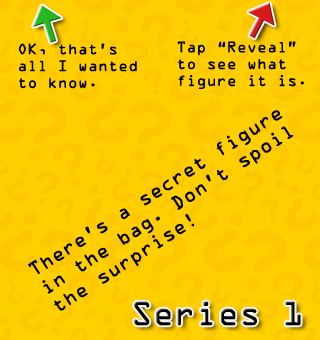 OK, that's
all I wanted
to know.
Tap “Reveal”
to see what
figure it is.
There's a secret figure
in the bag. Don't spoil
the surprise!
Series 1